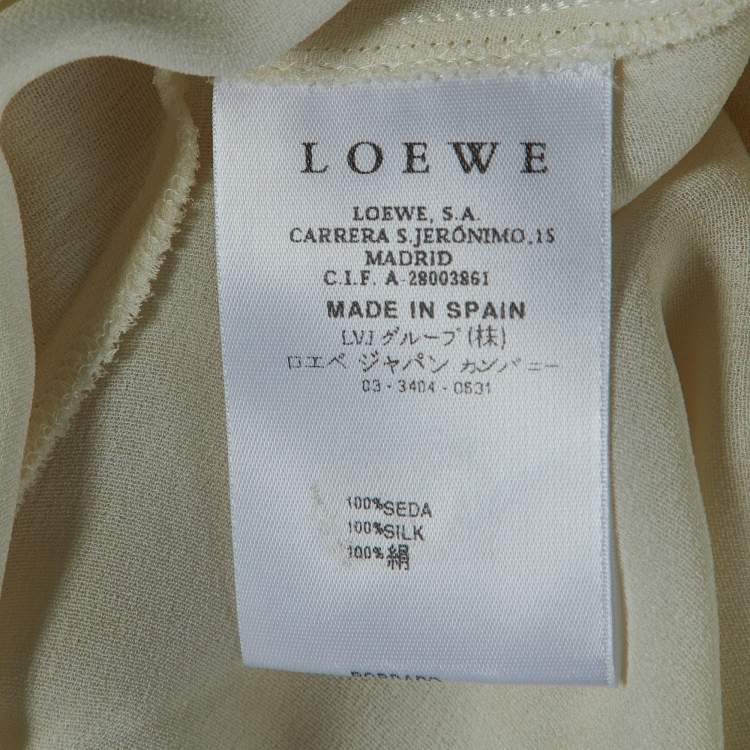 LOEWE
LOEWE, S.A.
CARRERA S.JERÓNIMO,15
MADRID
C.I.F. A-28003861
MADE IN SPAIN
LVJ グループ (株)
ロエベ ジャパン カンパニー
03-3404-0631
100%SEDA
100%SILK
100%絹